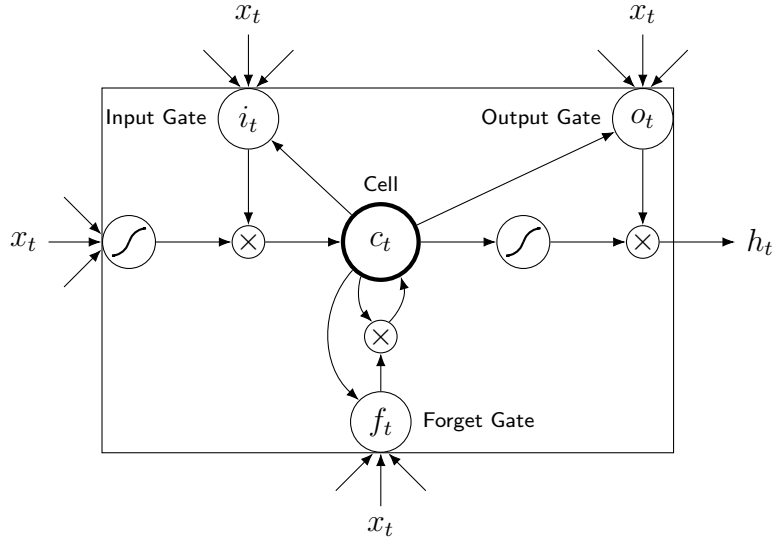 x_t
x_t
Input Gate
i_t
Output Gate
o_t
Cell
x_t
×
c_t
×
h_t
×
f_t
Forget Gate
x_t